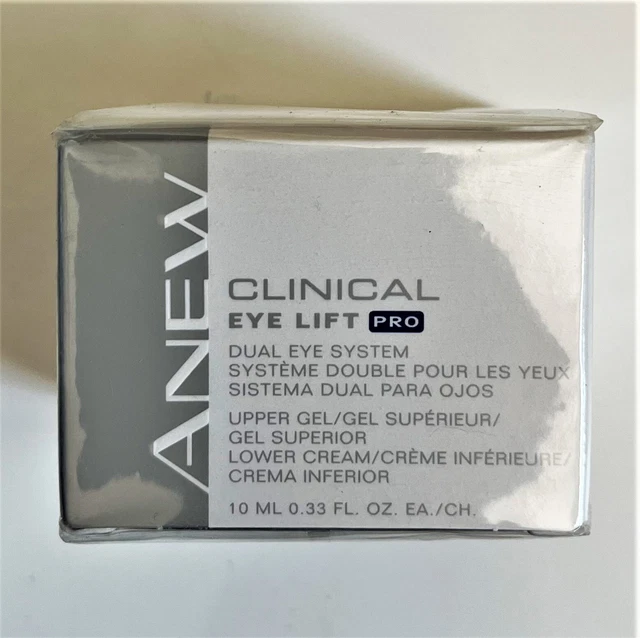 ANEW
CLINICAL
EYE LIFT PRO
DUAL EYE SYSTEM
SYSTÈME DOUBLE POUR LES YEUX
SISTEMA DUAL PARA OJOS
UPPER GEL/GEL SUPÉRIEUR/
GEL SUPERIOR
LOWER CREAM/CRÈME INFÉRIEURE/
CREMA INFERIOR
10 ML 0.33 FL. OZ. EA./CH.